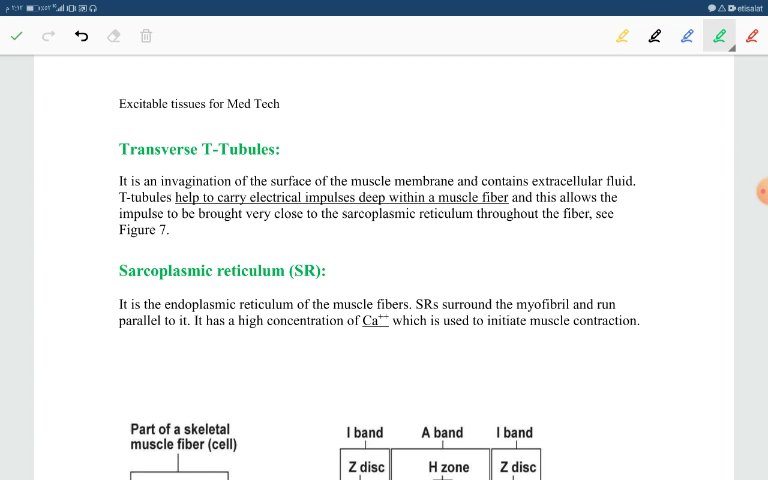 etisalat
Excitable tissues for Med Tech
Transverse T-Tubules:
It is an invagination of the surface of the muscle membrane and contains extracellular fluid.
T-tubules help to carry electrical impulses deep within a muscle fiber and this allows the
impulse to be brought very close to the sarcoplasmic reticulum throughout the fiber, see
Figure 7.
Sarcoplasmic reticulum (SR):
It is the endoplasmic reticulum of the muscle fibers. SRs surround the myofibril and run
parallel to it. It has a high concentration of Ca⁺⁺ which is used to initiate muscle contraction.
Part of a skeletal
muscle fiber (cell)
I band A band I band
Z disc H zone Z disc